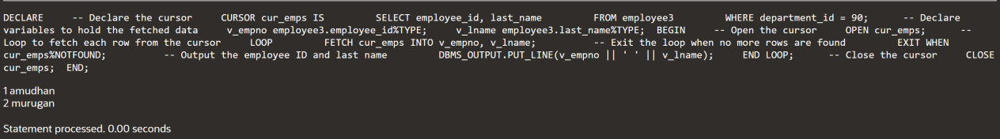 DECLARE     -- Declare the cursor     CURSOR cur_emps IS         SELECT employee_id, last_name         FROM employee3         WHERE department_id = 90;      -- Declare
variables to hold the fetched data     v_empno employee3.employee_id%TYPE;     v_lname employee3.last_name%TYPE;  BEGIN     -- Open the cursor     OPEN cur_emps;      --
Loop to fetch each row from the cursor     LOOP         FETCH cur_emps INTO v_empno, v_lname;          -- Exit the loop when no more rows are found         EXIT WHEN
cur_emps%NOTFOUND;          -- Output the employee ID and last name         DBMS_OUTPUT.PUT_LINE(v_empno || ' ' || v_lname);     END LOOP;      -- Close the cursor     CLOSE
cur_emps;  END;
1 amudhan
2 murugan
Statement processed. 0.00 seconds